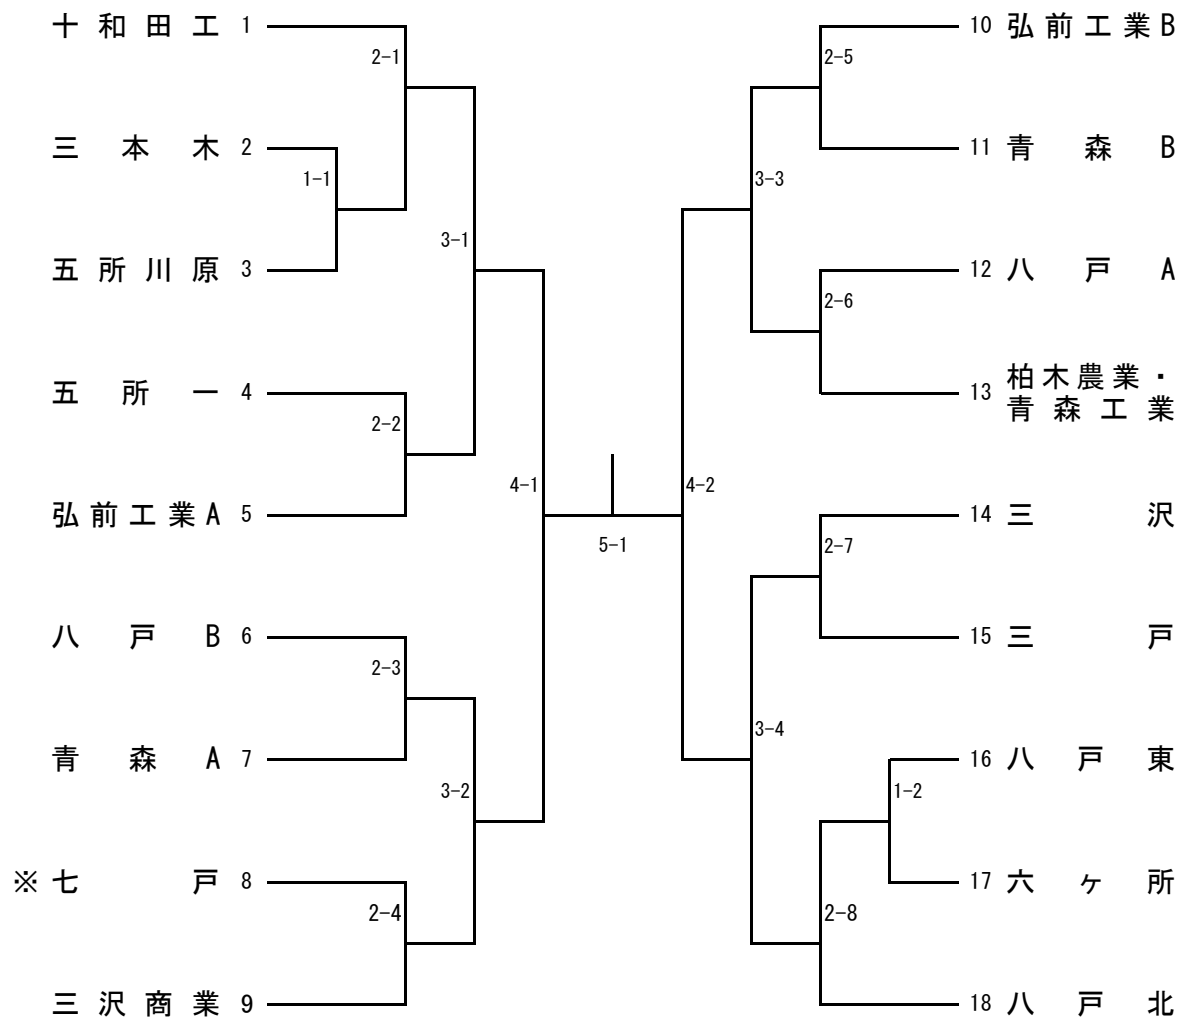 十和田工 1
2-1
三本木 2
1-1
五所川原 3
3-1
五所一 4
2-2
弘前工業A 5
4-1
八戸B 6
2-3
青森A 7
3-2
※七戸 8
2-4
三沢商業 9
5-1
10 弘前工業B
2-5
11 青森B
3-3
12 八戸A
2-6
13 柏木農業・
青森工業
4-2
14 三沢
2-7
15 三戸
3-4
16 八戸東
1-2
17 六ヶ所
2-8
18 八戸北